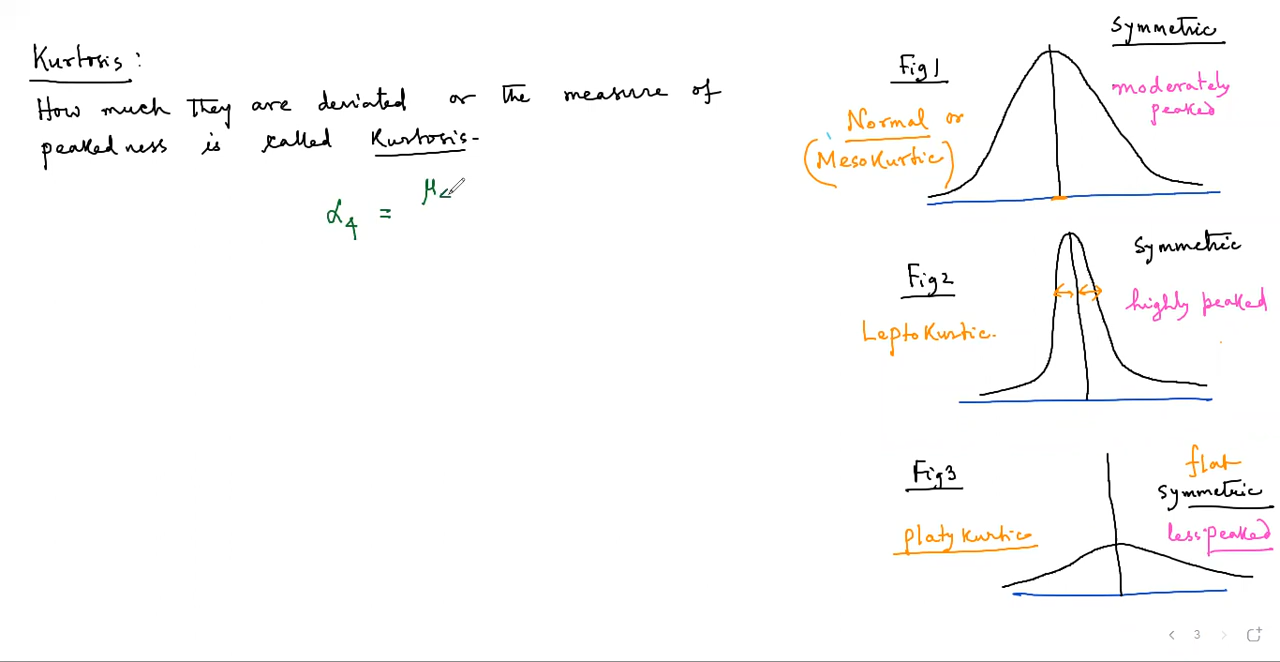 Kurtosis :
How much they are deviated or the measure of
peakedness is called Kurtosis.
α4 = μ
Fig 1
Normal or
(Mesokurtic)
Symmetric
moderately
peaked
Fig 2
Leptokurtic.
Symmetric
highly peaked
Fig 3
platykurtic
flat
Symmetric
less peaked
3